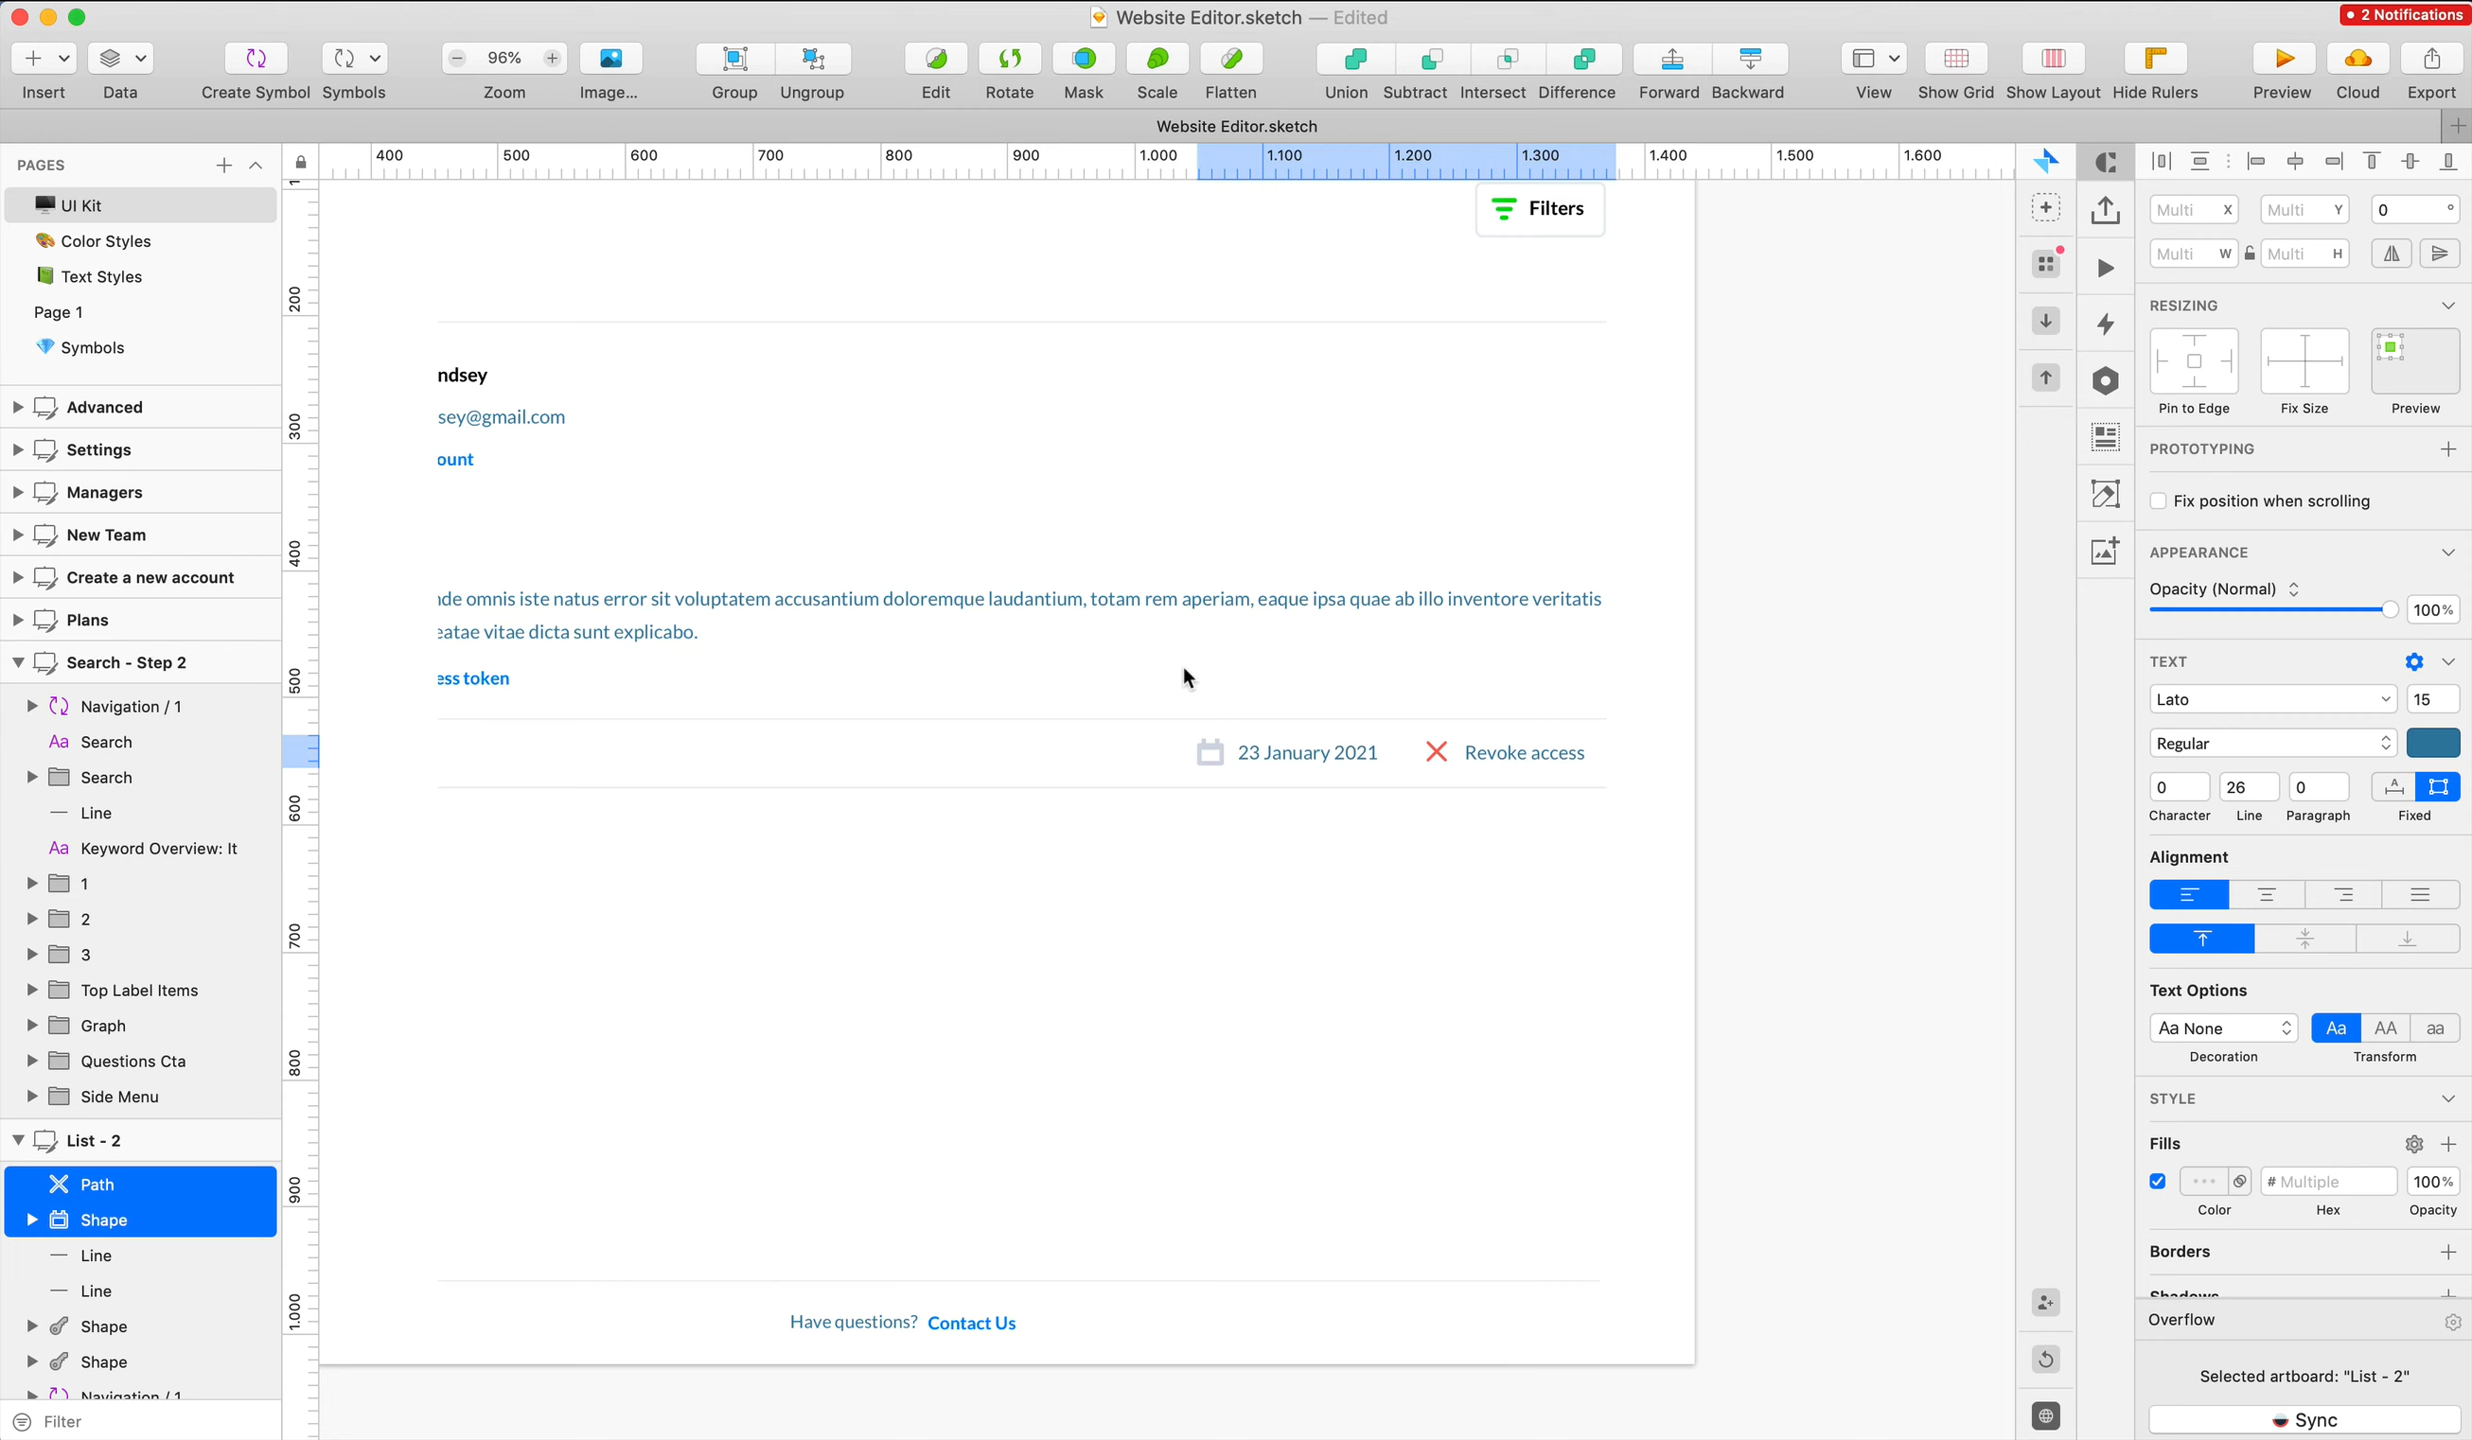 Website Editor.sketch — Edited
2 Notifications
Insert
Data
Create Symbol
Symbols
96%
Zoom
Image...
Group
Ungroup
Edit
Rotate
Mask
Scale
Flatten
Union
Subtract
Intersect
Difference
Forward
Backward
View
Show Grid
Show Layout
Hide Rulers
Preview
Cloud
Export
Website Editor.sketch
PAGES
UI Kit
Color Styles
Text Styles
Page 1
Symbols
Advanced
Settings
Managers
New Team
Create a new account
Plans
Search - Step 2
Navigation / 1
Aa Search
Search
Line
Aa Keyword Overview: It
1
2
3
Top Label Items
Graph
Questions Cta
Side Menu
List - 2
Path
Shape
Line
Line
Shape
Shape
Navigation / 1
Filter
400 500 600 700 800 900 1.000 1.100 1.200 1.300 1.400 1.500 1.600
1
200
300
400
500
600
700
800
900
1.000
Filters
ndsey
sey@gmail.com
ount
de omnis iste natus error sit voluptatem accusantium doloremque laudantium, totam rem aperiam, eaque ipsa quae ab illo inventore veritatis
eatae vitae dicta sunt explicabo.
ess token
23 January 2021
Revoke access
Have questions? Contact Us
Multi X
Multi Y
0 °
Multi W
Multi H
RESIZING
Pin to Edge
Fix Size
Preview
PROTOTYPING
Fix position when scrolling
APPEARANCE
Opacity (Normal)
100%
TEXT
Lato
15
Regular
0
26
0
A
Character
Line
Paragraph
Fixed
Alignment
Text Options
Aa None
Aa
AA
aa
Decoration
Transform
STYLE
Fills
# Multiple
100%
Color
Hex
Opacity
Borders
Shadows
Overflow
Selected artboard: "List - 2"
Sync